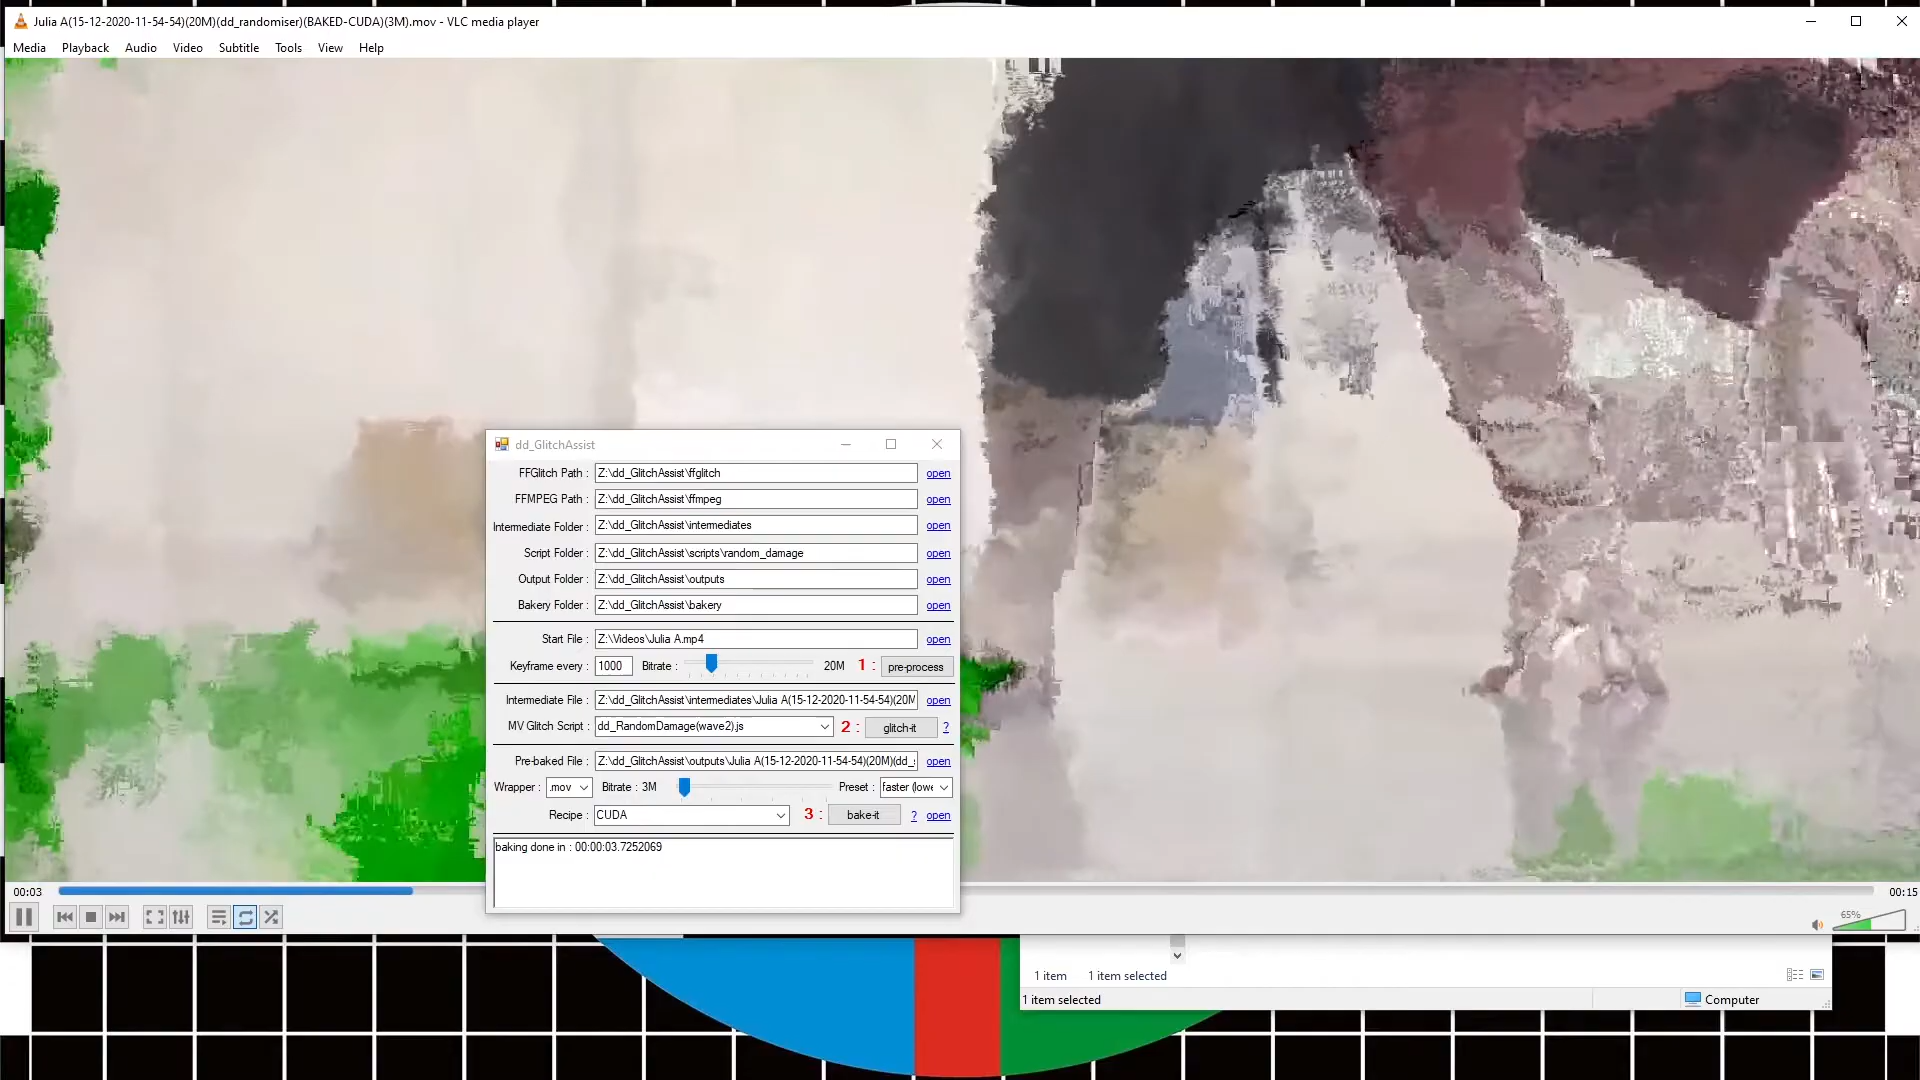 Julia A(15-12-2020-11-54-54)(20M)(dd_randomiser)(BAKED-CUDA)(3M).mov - VLC media player
Media Playback Audio Video Subtitle Tools View Help
dd_GlitchAssist
FFGlitch Path : Z:\dd_GlitchAssist\ffglitch open
FFMPEG Path : Z:\dd_GlitchAssist\ffmpeg open
Intermediate Folder : Z:\dd_GlitchAssist\intermediates open
Script Folder : Z:\dd_GlitchAssist\scripts\random_damage open
Output Folder : Z:\dd_GlitchAssist\outputs open
Bakery Folder : Z:\dd_GlitchAssist\bakery open
Start File : Z:\Videos\Julia A.mp4 open
Keyframe every : 1000 Bitrate : 20M 1 : pre-process
Intermediate File : Z:\dd_GlitchAssist\intermediates\Julia A(15-12-2020-11-54-54)(20M open
MV Glitch Script : dd_RandomDamage(wave2).js 2 : glitch-it ?
Pre-baked File : Z:\dd_GlitchAssist\outputs\Julia A(15-12-2020-11-54-54)(20M)(dd_ open
Wrapper : .mov Bitrate : 3M Preset : faster (lowe
Recipe : CUDA 3 : bake-it ? open
baking done in : 00:00:03.7252069
00:03 00:15
65%
1 item 1 item selected
1 item selected Computer